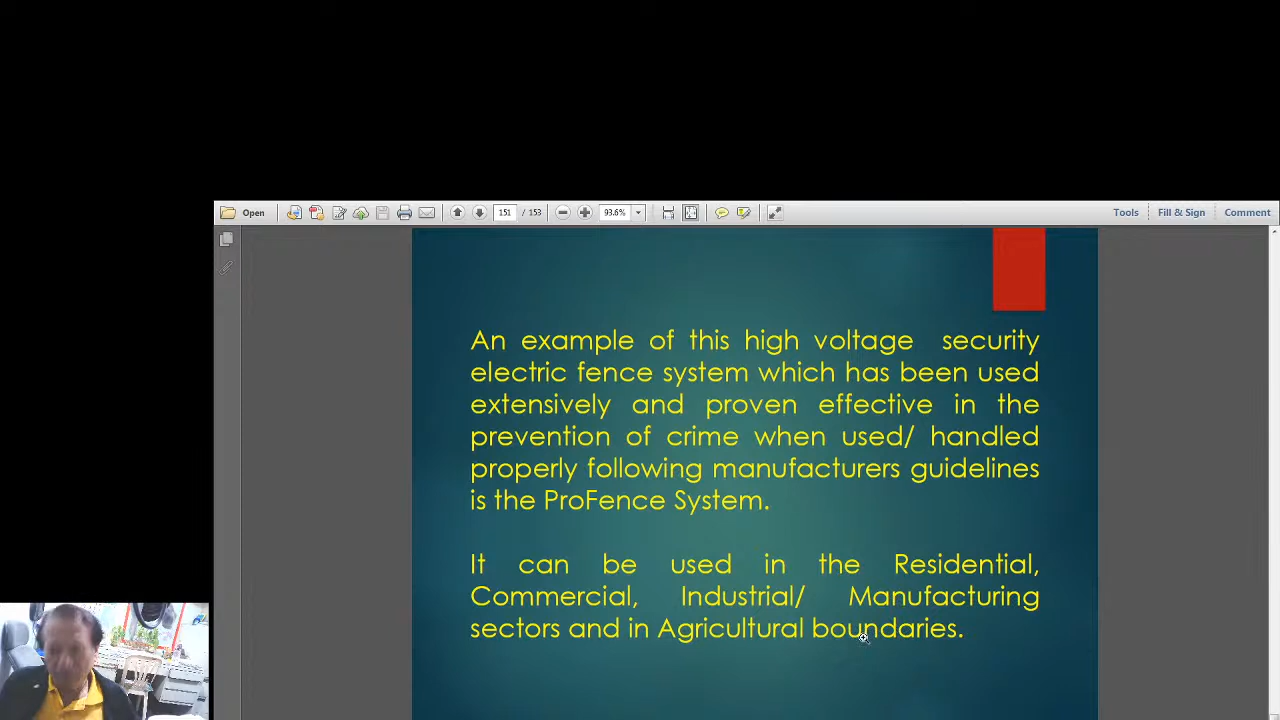 Open 151 / 153 93.6% Tools Fill & Sign Comment
An example of this high voltage security
electric fence system which has been used
extensively and proven effective in the
prevention of crime when used/ handled
properly following manufacturers guidelines
is the ProFence System.
It can be used in the Residential,
Commercial, Industrial/ Manufacturing
sectors and in Agricultural boundaries.